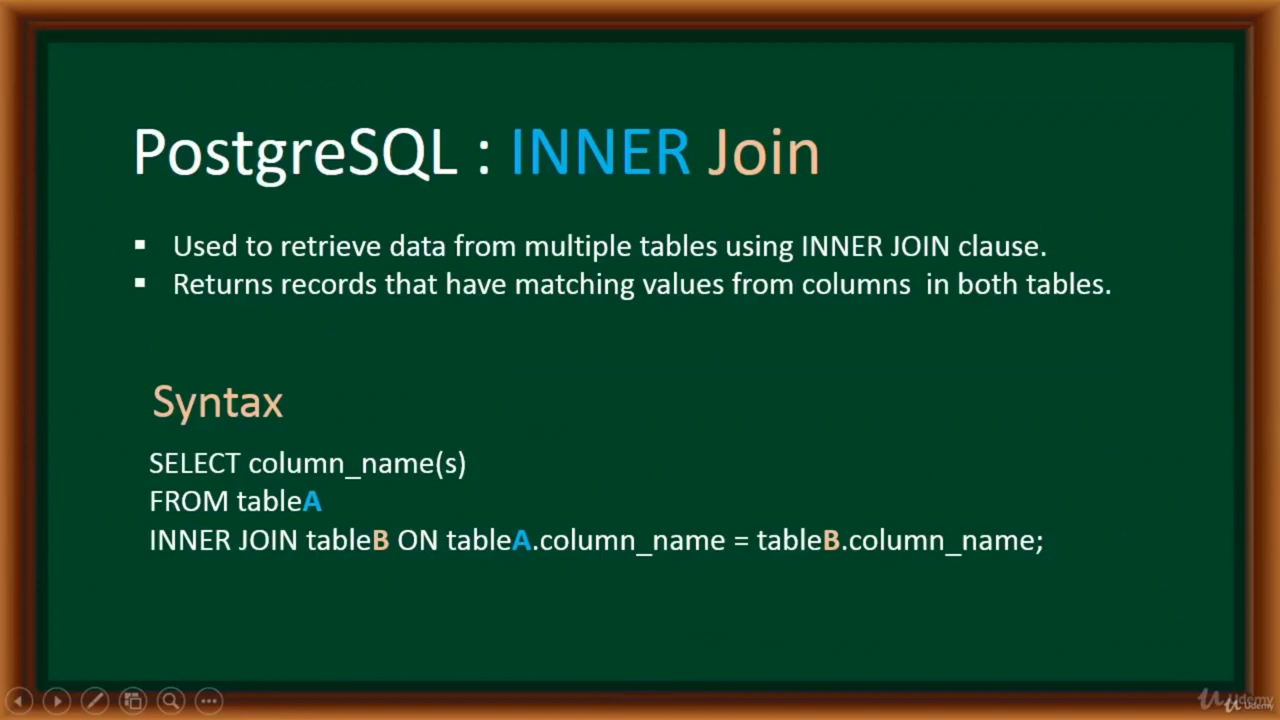 PostgreSQL : INNER Join
▪ Used to retrieve data from multiple tables using INNER JOIN clause.
▪ Returns records that have matching values from columns  in both tables.
Syntax
SELECT column_name(s)
FROM tableA
INNER JOIN tableB ON tableA.column_name = tableB.column_name;
Udemy